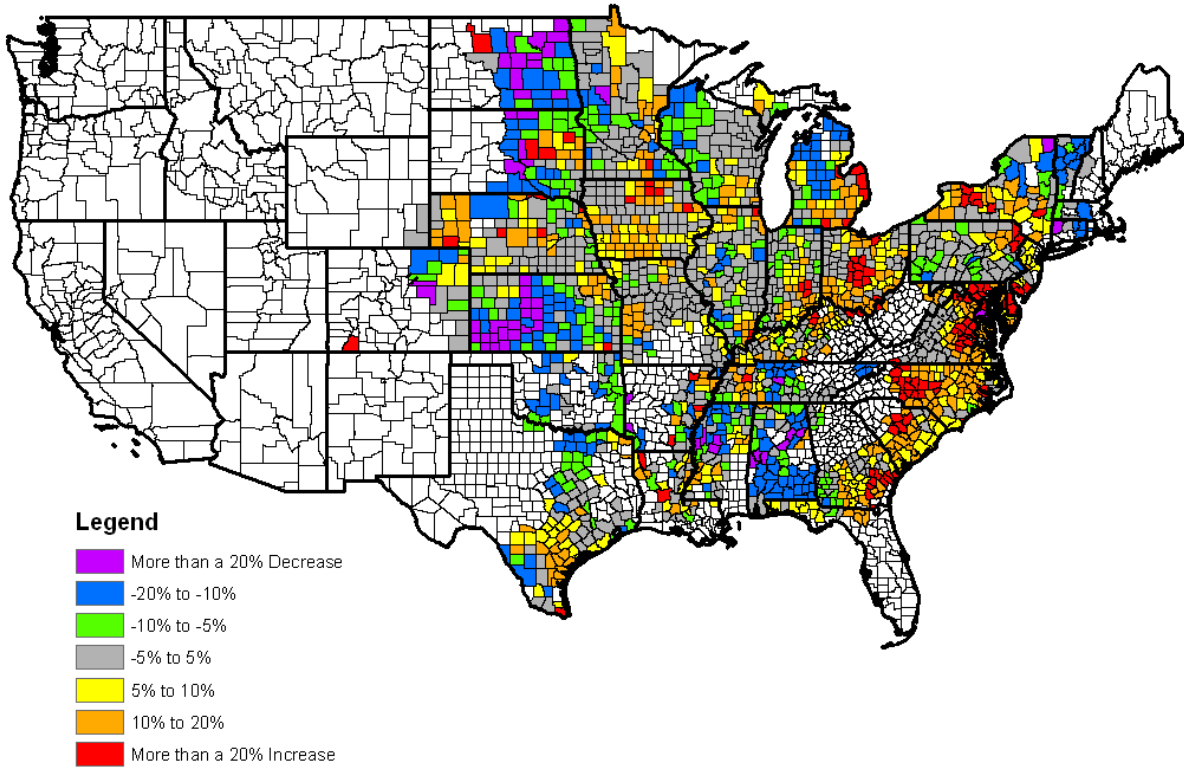 Legend
More than a 20% Decrease
-20% to -10%
-10% to -5%
-5% to 5%
5% to 10%
10% to 20%
More than a 20% Increase